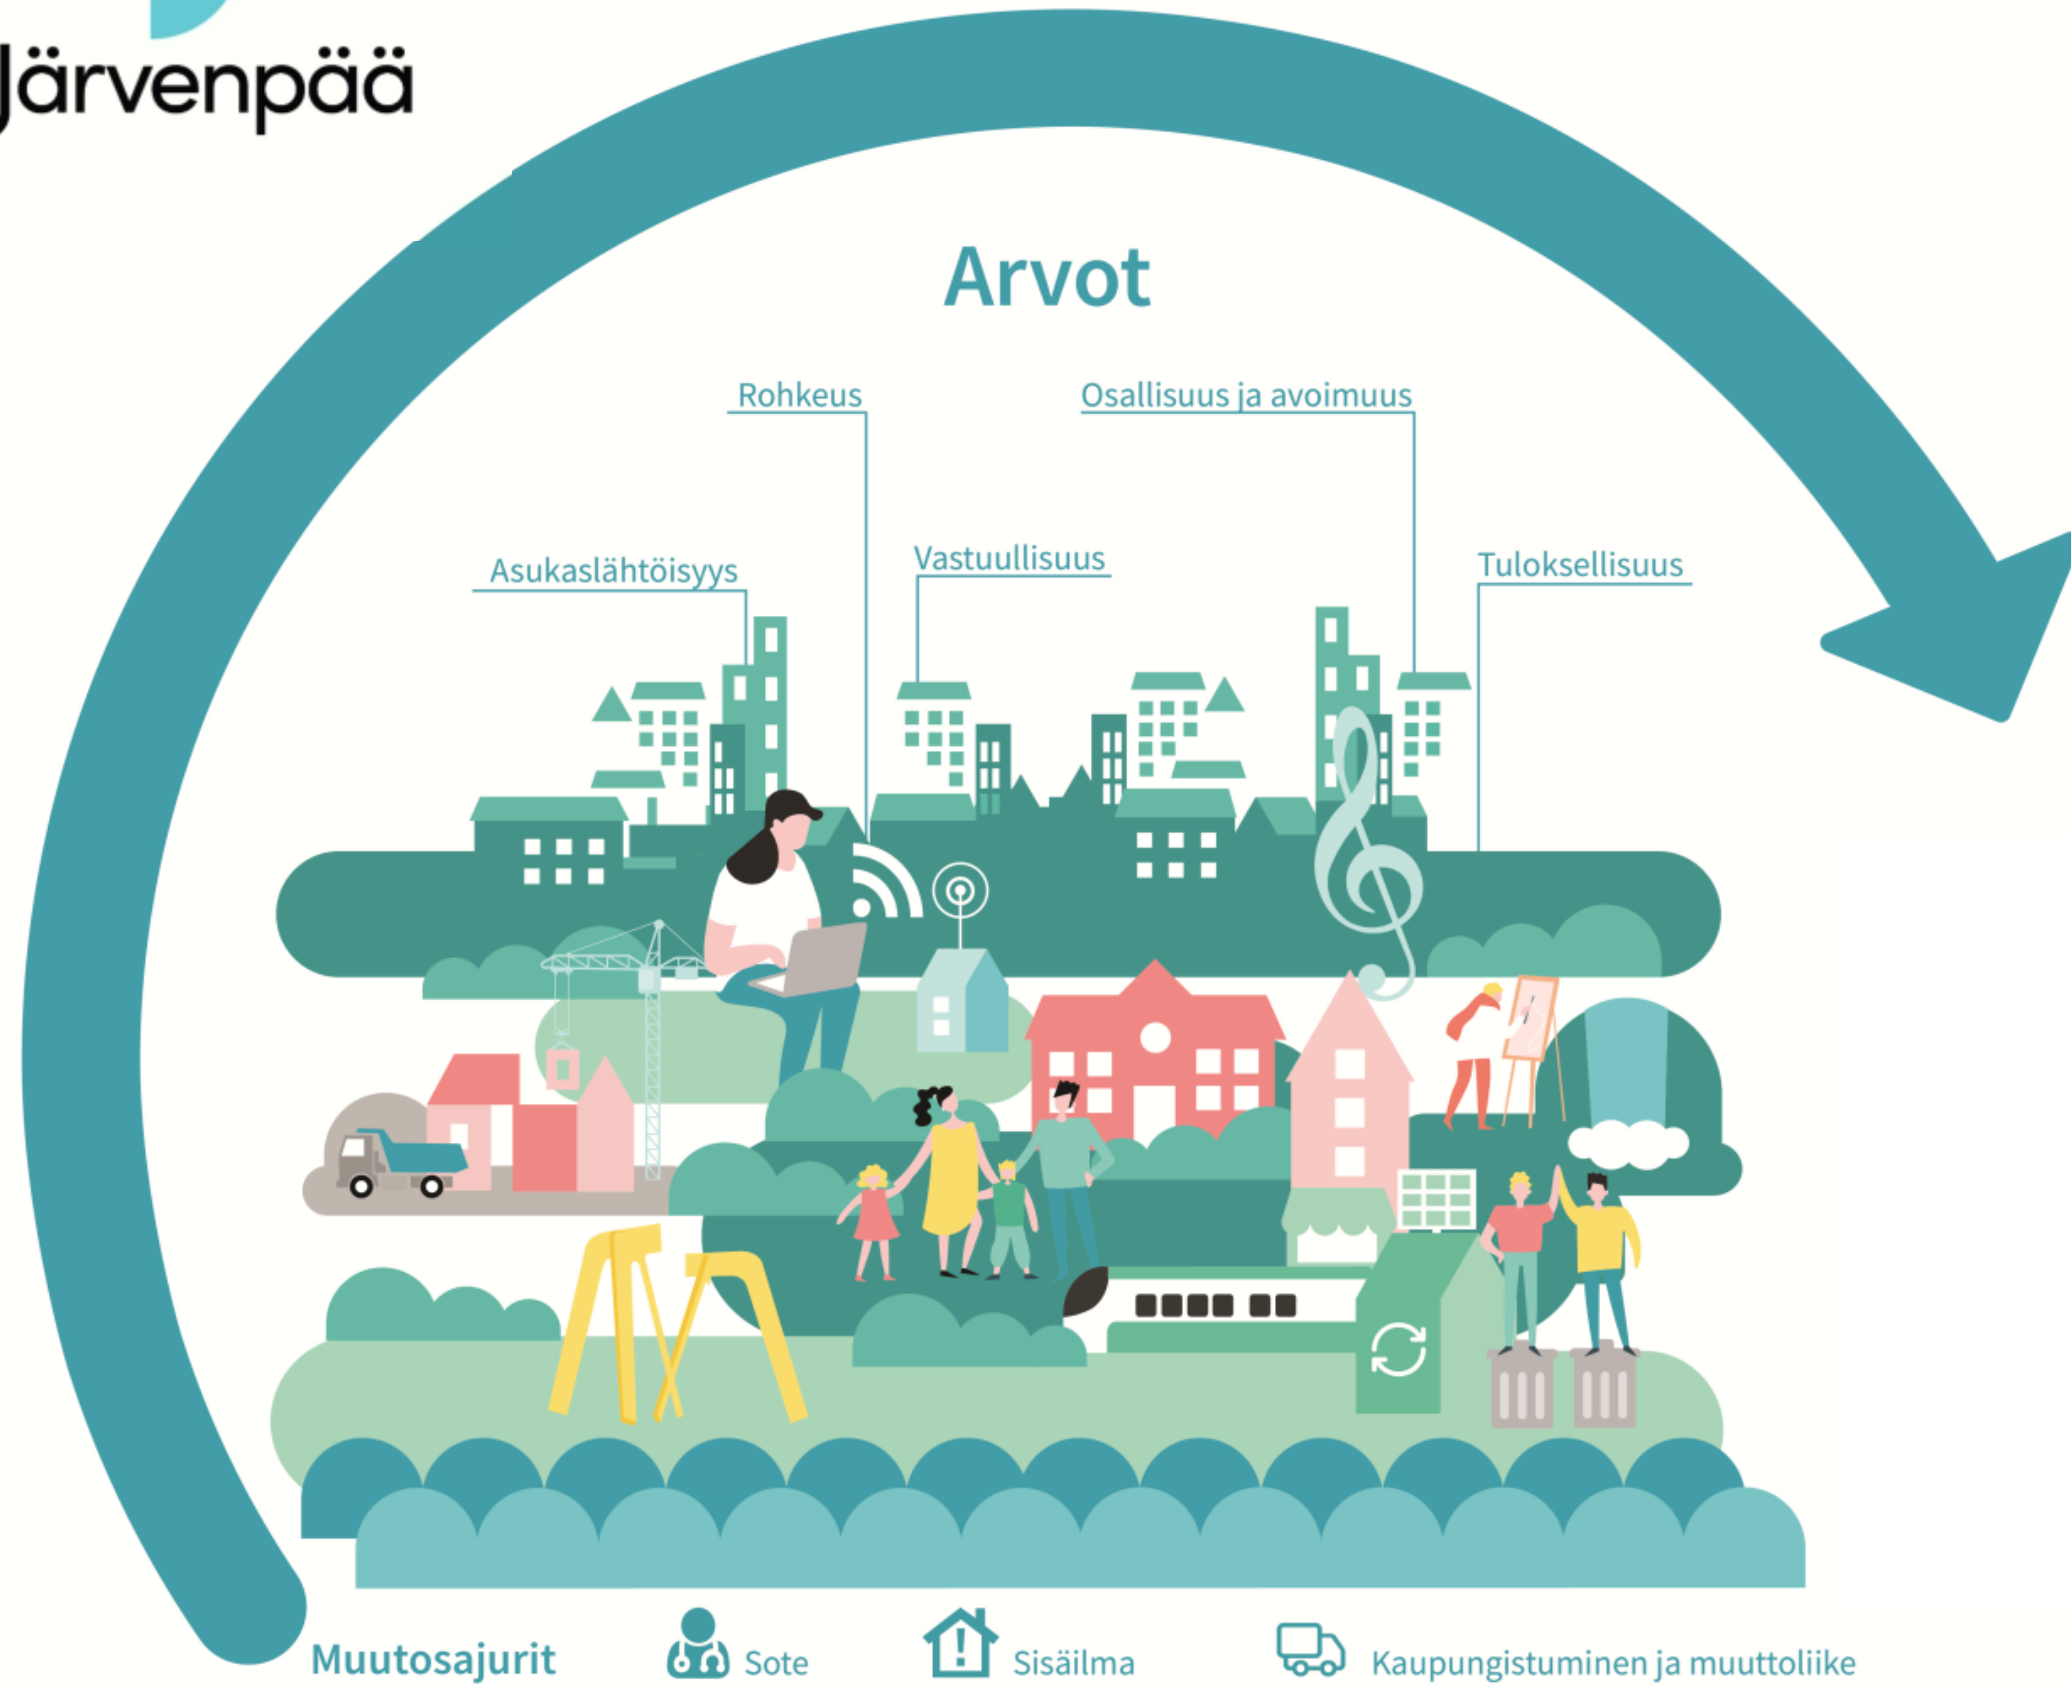 Järvenpää
Arvot
Rohkeus
Osallisuus ja avoimuus
Asukaslähtöisyys
Vastuullisuus
Tuloksellisuus
Muutosajurit
Sote
Sisäilma
Kaupungistuminen ja muuttoliike